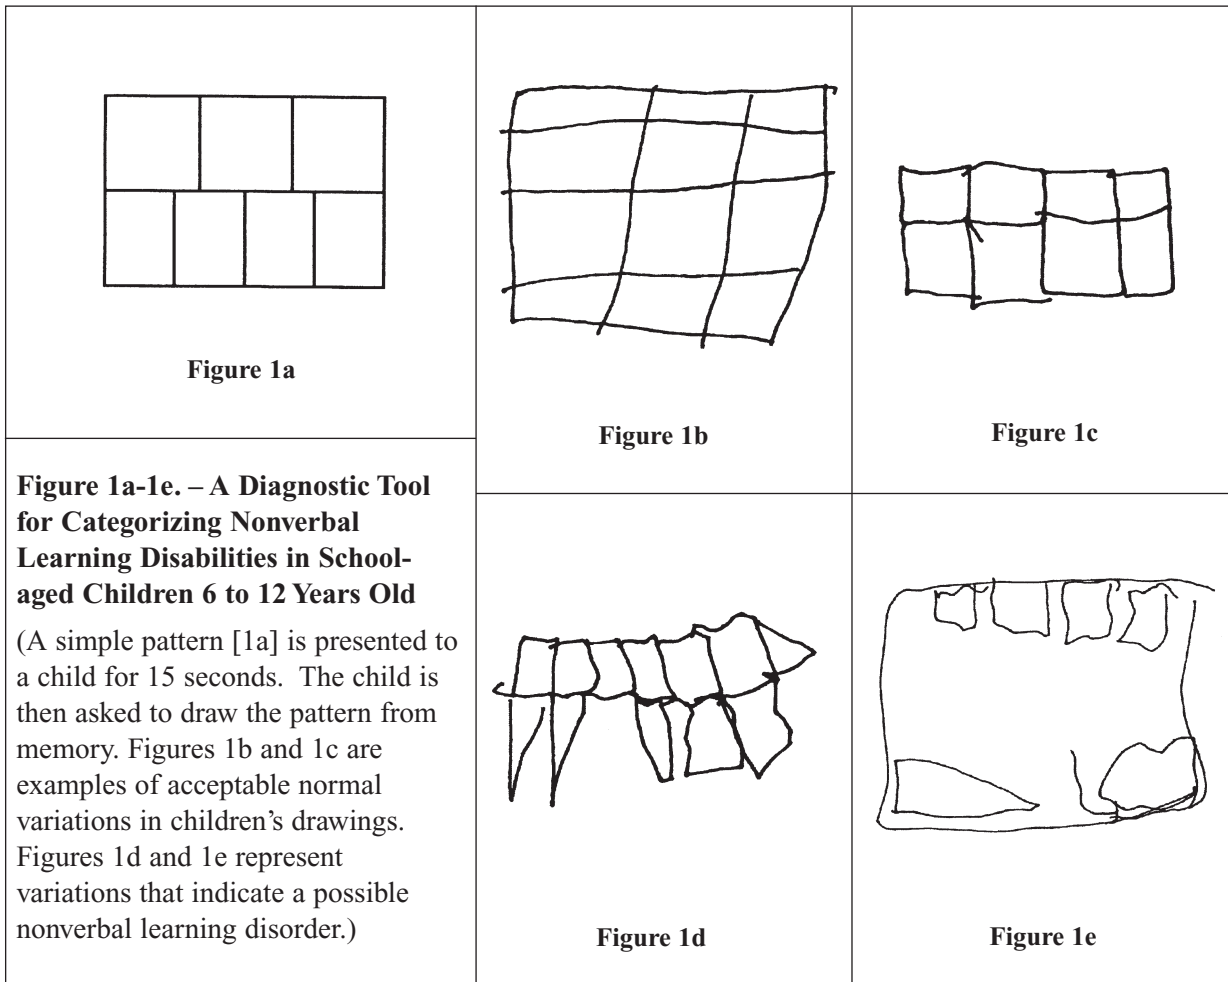 Figure 1a
Figure 1b
Figure 1c
Figure 1a-1e. – A Diagnostic Tool
for Categorizing Nonverbal
Learning Disabilities in School-
aged Children 6 to 12 Years Old
(A simple pattern [1a] is presented to
a child for 15 seconds.  The child is
then asked to draw the pattern from
memory. Figures 1b and 1c are
examples of acceptable normal
variations in children’s drawings.
Figures 1d and 1e represent
variations that indicate a possible
nonverbal learning disorder.)
Figure 1d
Figure 1e